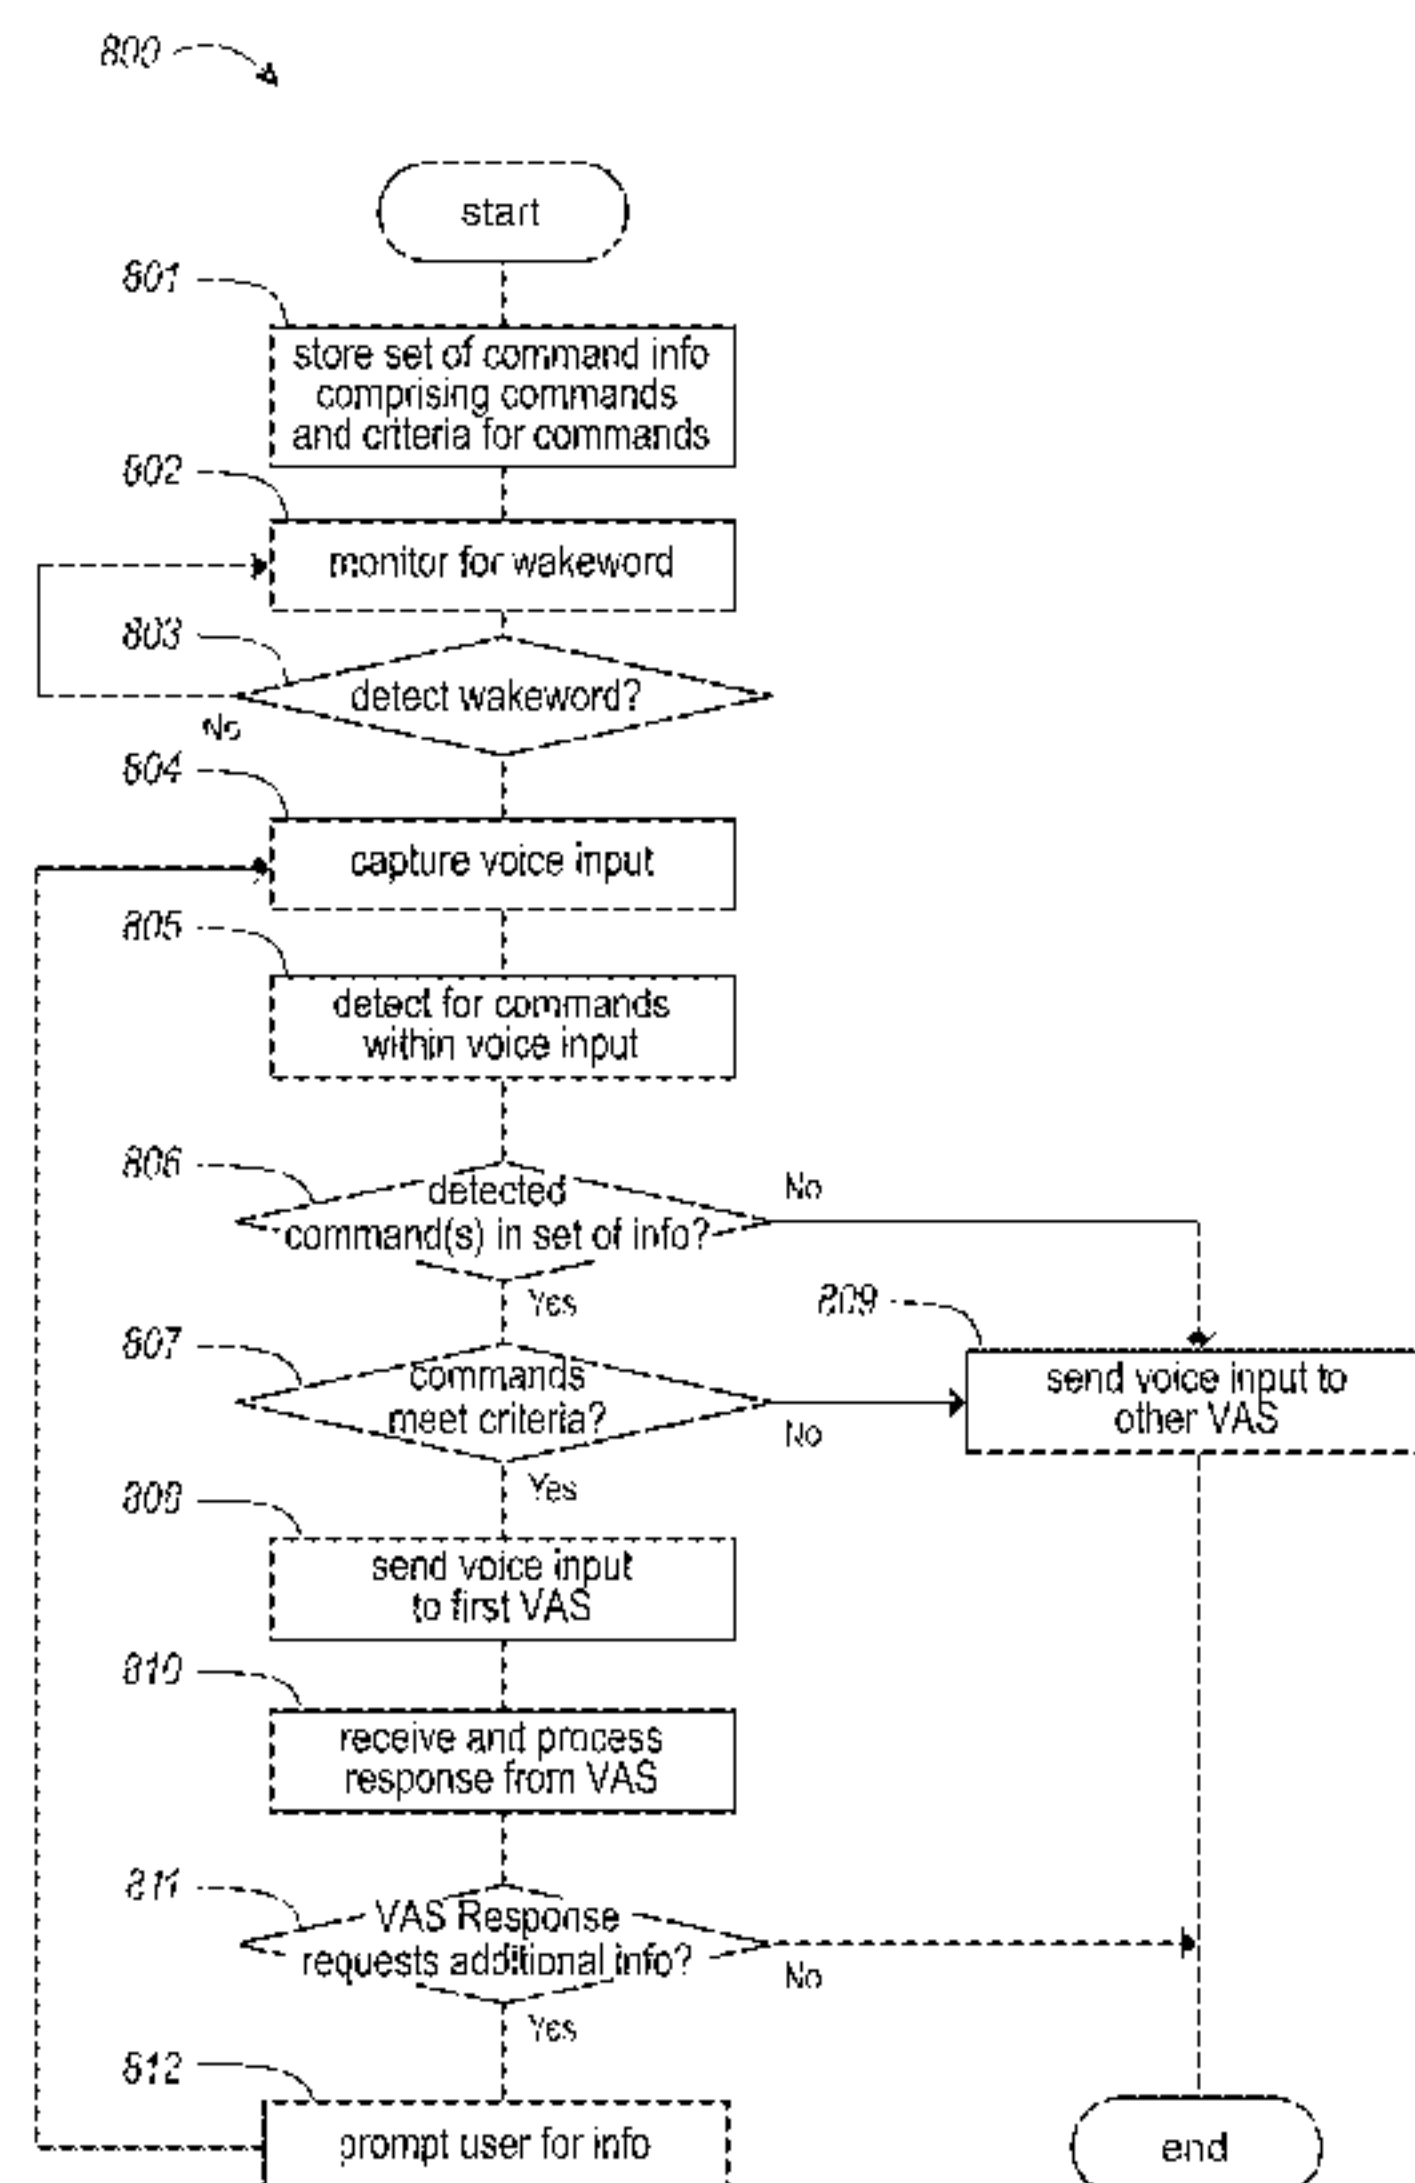 800
start
801
store set of command info
comprising commands
and criteria for commands
802
monitor for wakeword
803
detect wakeword?
No
804
capture voice input
805
detect for commands
within voice input
806
detected
command(s) in set of info?
No
Yes
807
commands
meet criteria?
No
Yes
809
send voice input to
other VAS
808
send voice input
to first VAS
810
receive and process
response from VAS
811
VAS Response
requests additional info?
No
Yes
812
prompt user for info
end